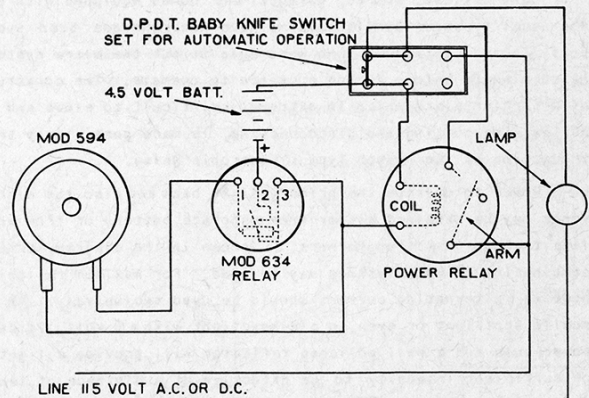 D.P.D.T. BABY KNIFE SWITCH
SET FOR AUTOMATIC OPERATION
4.5 VOLT BATT.
+
MOD 594
LAMP
1 2 3
COIL
MOD 634
RELAY
ARM
POWER RELAY
LINE 115 VOLT A.C. OR D.C.